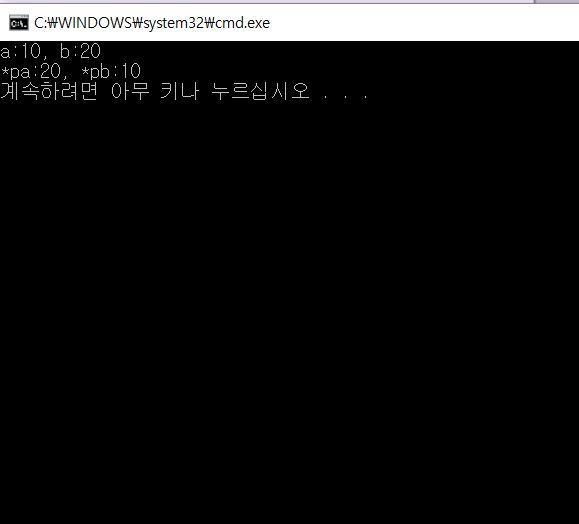 C:\WINDOWS\system32\cmd.exe
a:10, b:20
*pa:20, *pb:10
계속하려면 아무 키나 누르십시오 . . .